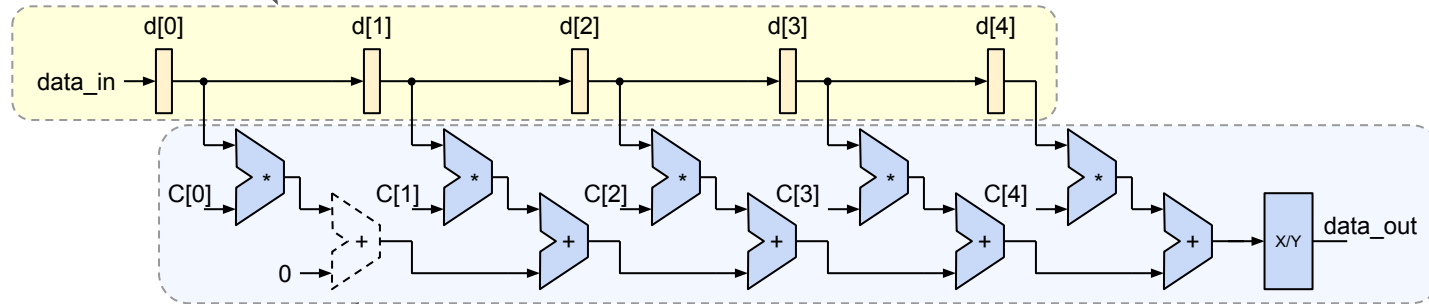 d[0] d[1] d[2] d[3] d[4]
data_in
* * * * *
C[0] C[1] C[2] C[3] C[4]
+ + + + + X/Y data_out
0